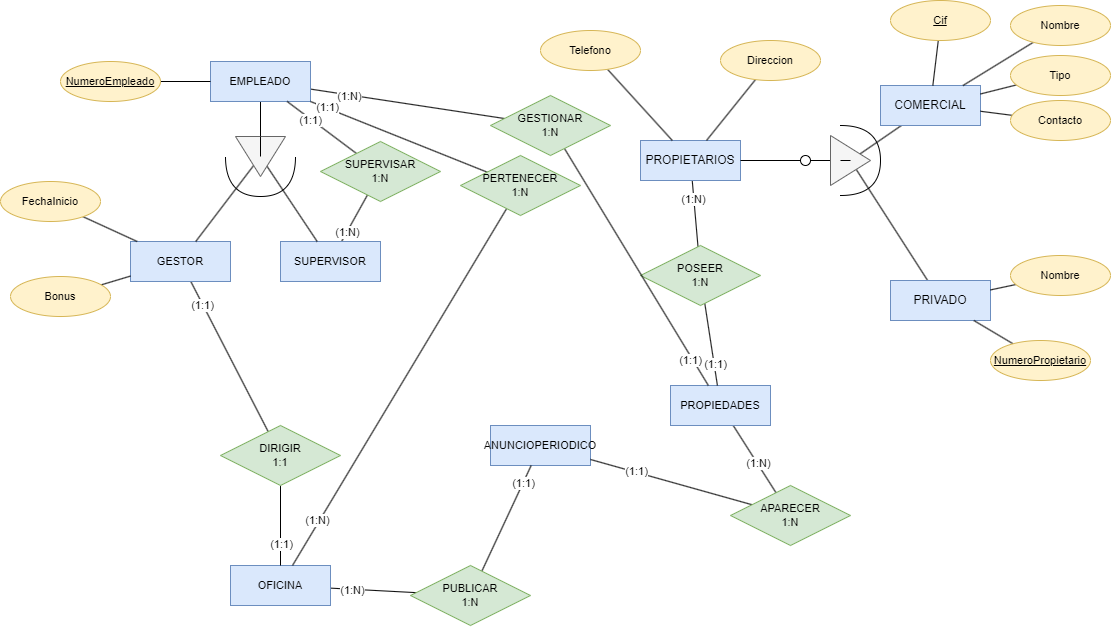 Cif
Nombre
Tipo
Contacto
COMERCIAL
Telefono
Direccion
PROPIETARIOS
NumeroEmpleado
EMPLEADO
(1:N)
(1:1)
(1:1)
GESTIONAR
1:N
SUPERVISAR
1:N
PERTENECER
1:N
(1:N)
(1:N)
FechaInicio
GESTOR
SUPERVISOR
Bonus
(1:1)
POSEER
1:N
Nombre
PRIVADO
NumeroPropietario
(1:1)
(1:1)
PROPIEDADES
DIRIGIR
1:1
ANUNCIOPERIODICO
(1:1)
(1:1)
(1:N)
APARECER
1:N
(1:N)
(1:1)
OFICINA
(1:N)
PUBLICAR
1:N